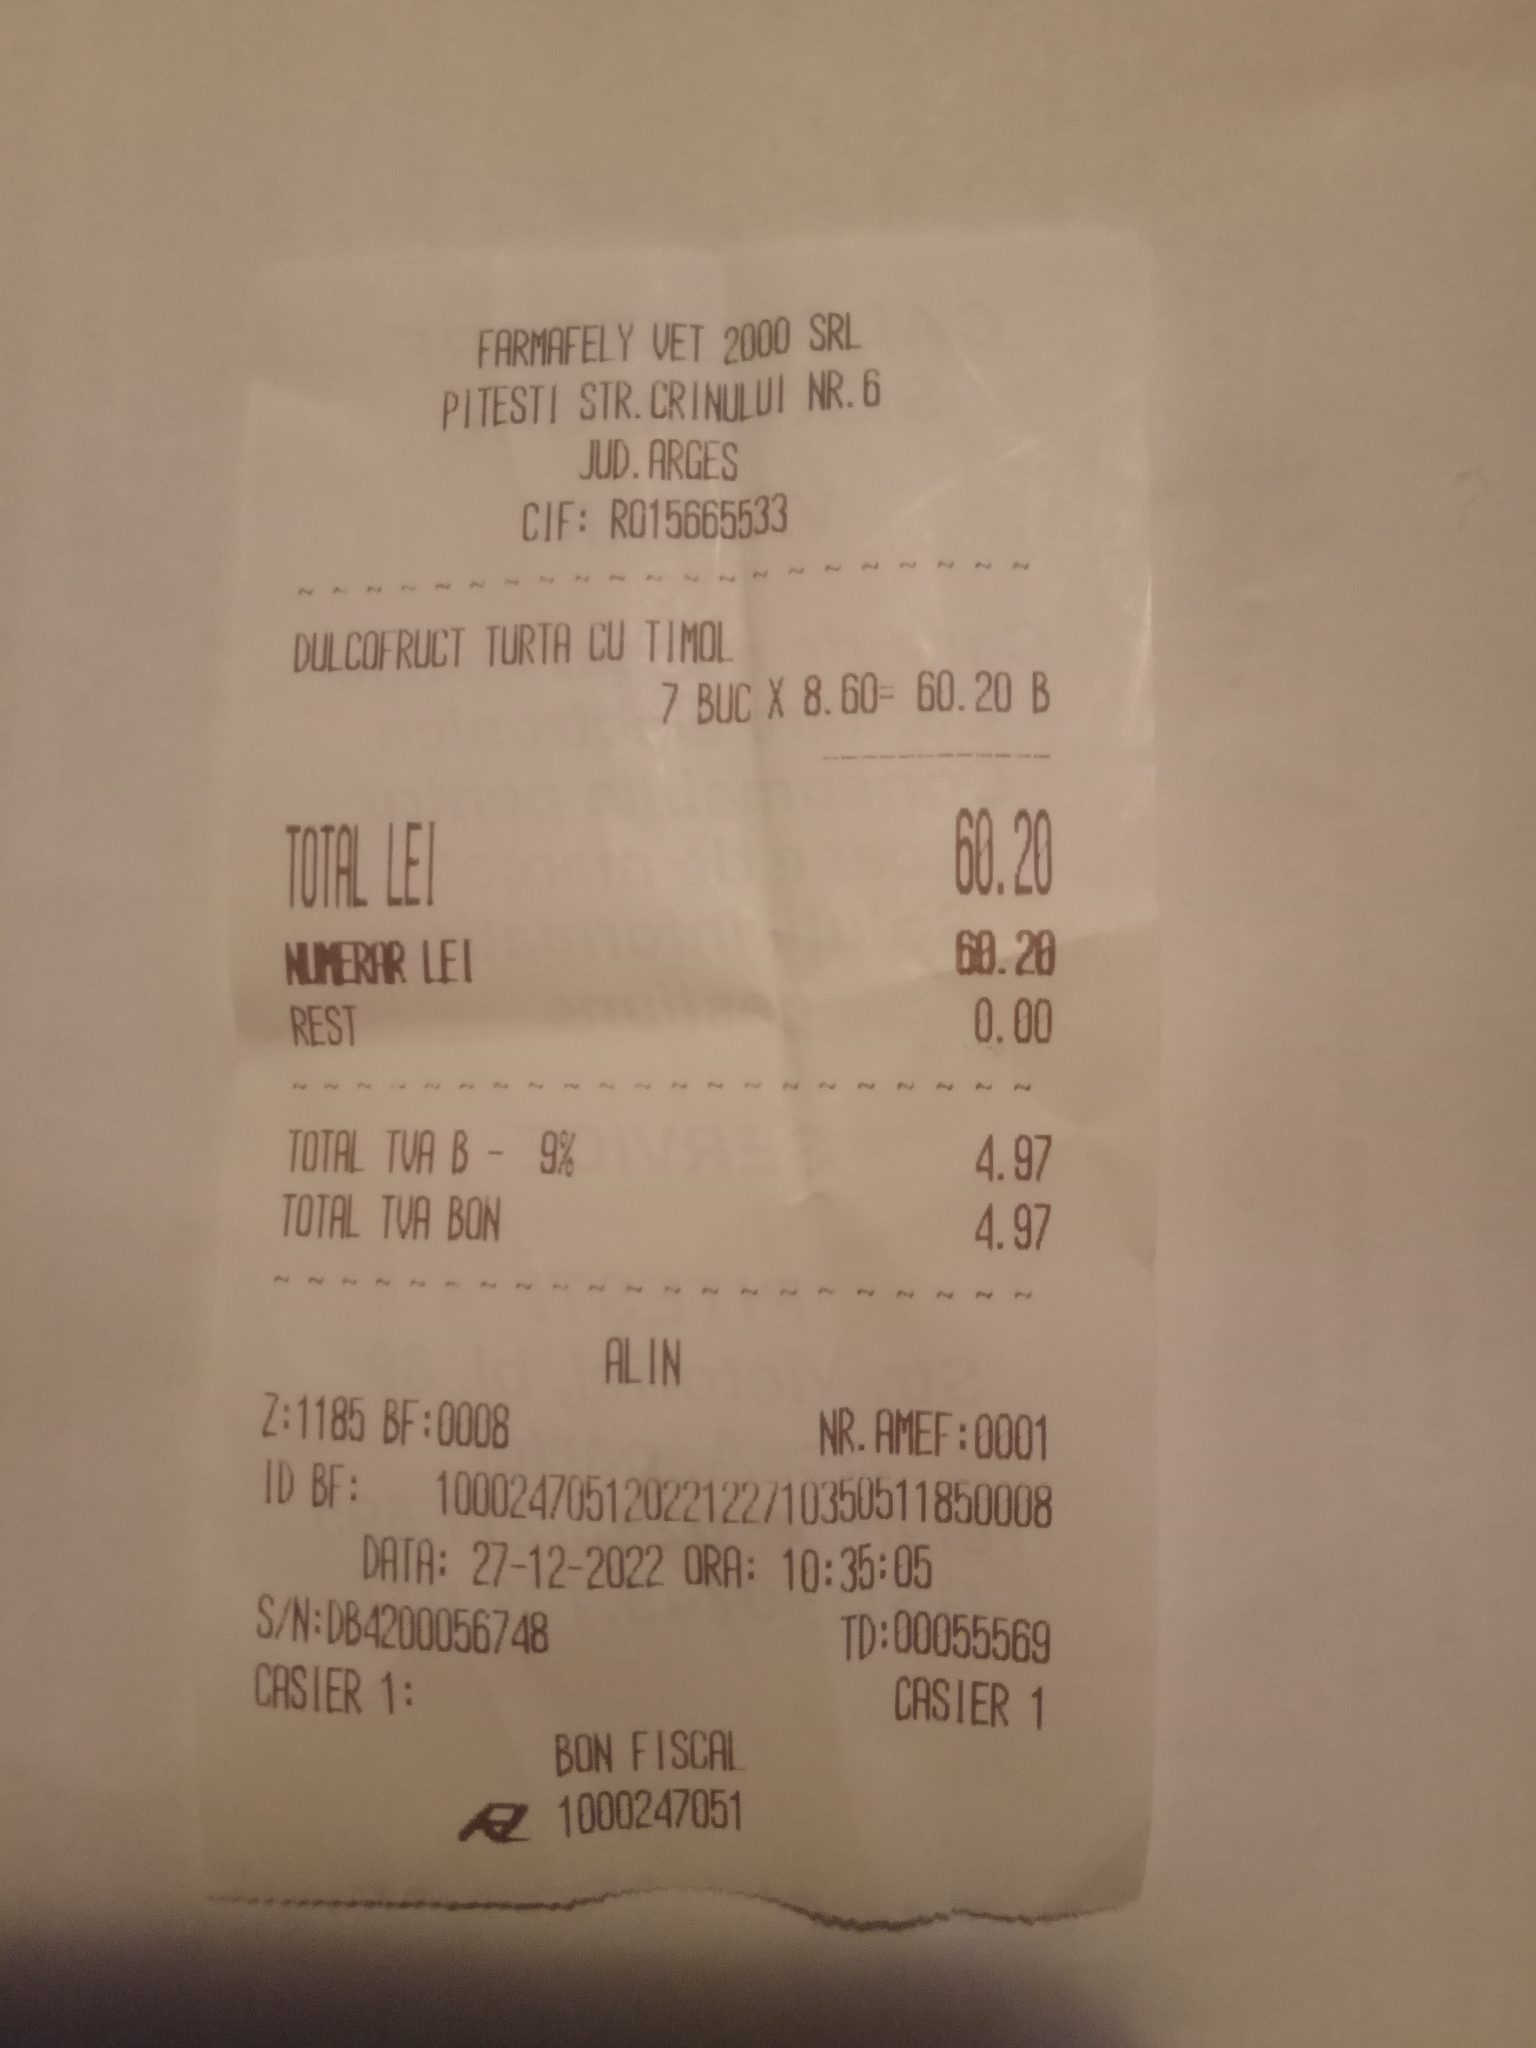 FARMAFELY VET 2000 SRL
PITESTI STR.CRINULUI NR.6
JUD.ARGES
CIF: RO15665533
~ ~ ~ ~ ~ ~ ~ ~ ~ ~ ~ ~ ~ ~ ~ ~ ~ ~ ~ ~ ~ ~
DULCOFRUCT TURTA CU TIMOL
7 BUC X 8.60= 60.20 B
TOTAL LEI 60.20
NUMERAR LEI 60.20
REST 0.00
~ ~ ~ ~ ~ ~ ~ ~ ~ ~ ~ ~ ~ ~ ~ ~ ~ ~ ~ ~ ~ ~
TOTAL TVA B - 9% 4.97
TOTAL TVA BON 4.97
~ ~ ~ ~ ~ ~ ~ ~ ~ ~ ~ ~ ~ ~ ~ ~ ~ ~ ~ ~ ~ ~
ALIN
Z:1185 BF:0008 NR.AMEF:0001
ID BF: 10002470512022122710350511850008
DATA: 27-12-2022 ORA: 10:35:05
S/N:DB4200056748 TD:00055569
CASIER 1: CASIER 1
BON FISCAL
1000247051